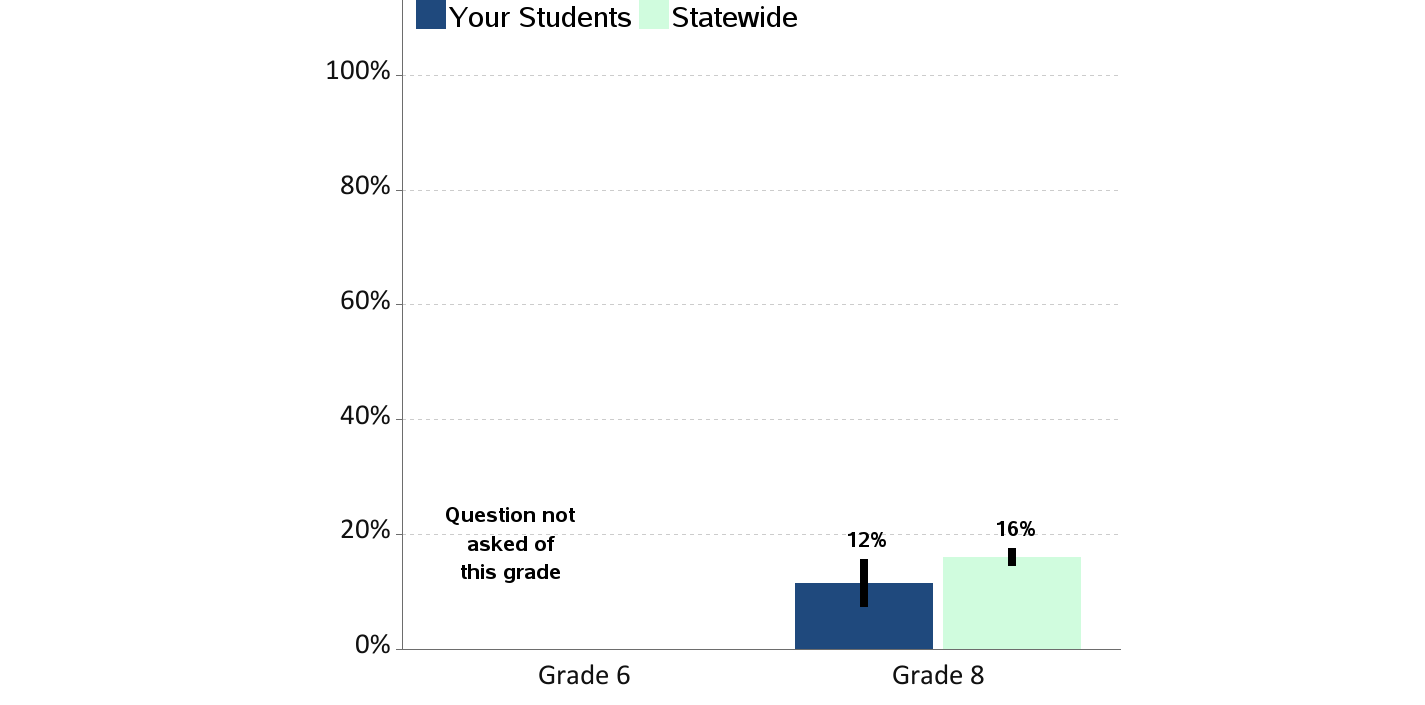 Your Students Statewide
100%
80%
60%
40%
20%
0%
Question not
asked of
this grade
12%
16%
Grade 6
Grade 8